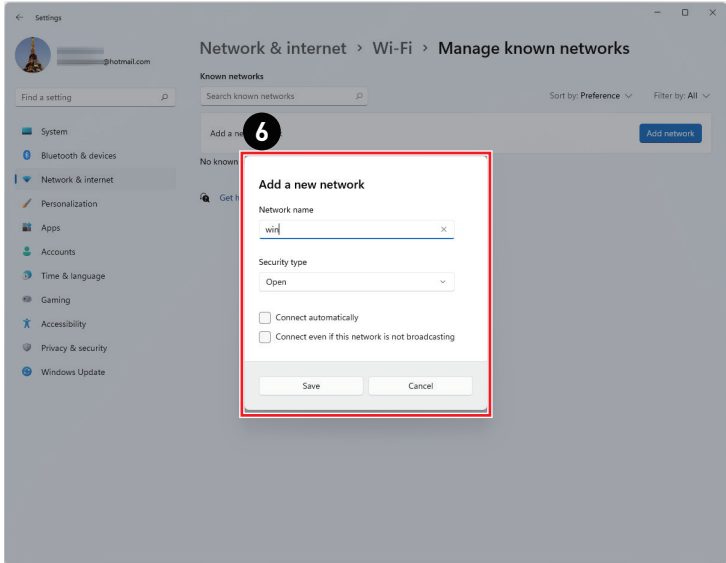 Settings
@hotmail.com
Network & internet > Wi-Fi > Manage known networks
Known networks
Find a setting
Search known networks
Sort by: Preference
Filter by: All
System
Add a ne
6
Add network
Bluetooth & devices
No known
Network & internet
Add a new network
Personalization
Get h
Network name
Apps
win
Accounts
Security type
Time & language
Open
Gaming
Connect automatically
Accessibility
Connect even if this network is not broadcasting
Privacy & security
Windows Update
Save
Cancel